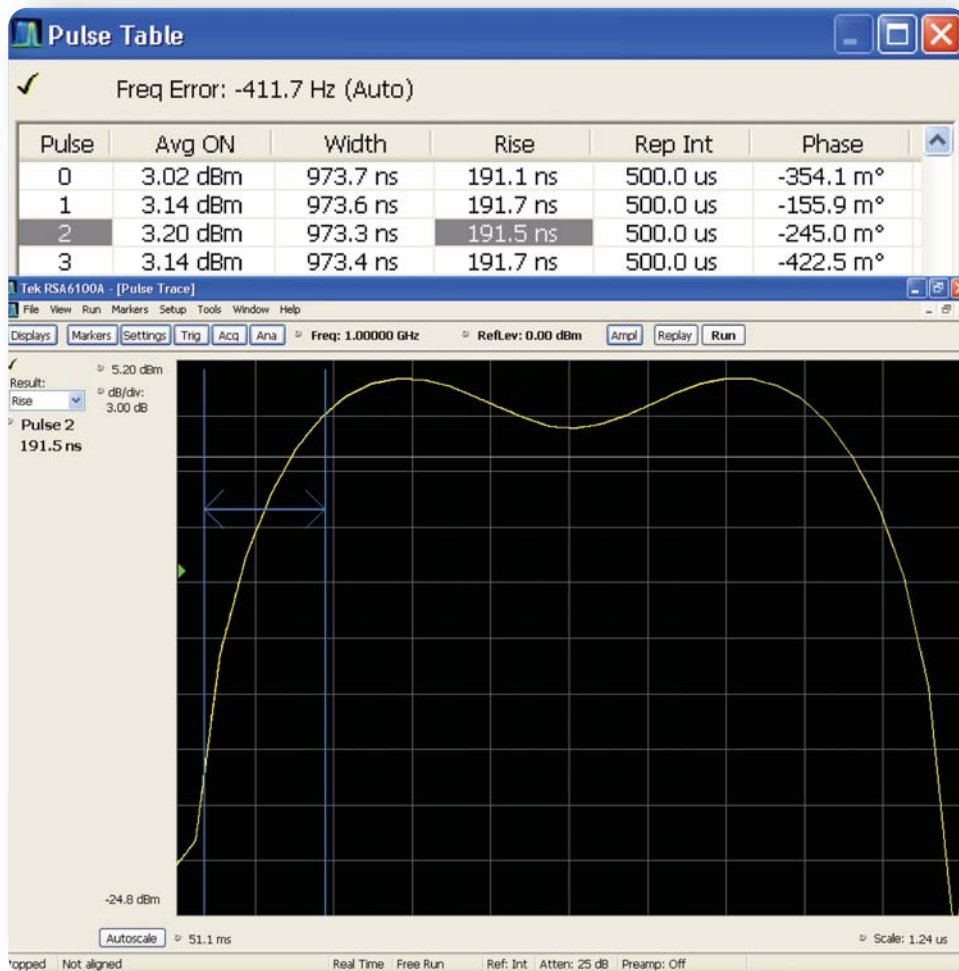 Pulse Table
Freq Error: -411.7 Hz (Auto)
Pulse Avg ON Width Rise Rep Int Phase
0 3.02 dBm 973.7 ns 191.1 ns 500.0 us -354.1 m°
1 3.14 dBm 973.6 ns 191.7 ns 500.0 us -155.9 m°
2 3.20 dBm 973.3 ns 191.5 ns 500.0 us -245.0 m°
3 3.14 dBm 973.4 ns 191.7 ns 500.0 us -422.5 m°
Tek RSA6100A - [Pulse Trace]
File View Run Markers Setup Tools Window Help
Displays Markers Settings Trig Acq Ana Freq: 1.00000 GHz RefLev: 0.00 dBm Ampl Replay Run
Result:
Rise
Pulse 2
191.5 ns
5.20 dBm
dB/div:
3.00 dB
-24.8 dBm
Autoscale 51.1 ms Scale: 1.24 us
topped Not aligned Real Time Free Run Ref: Int Atten: 25 dB Preamp: Off